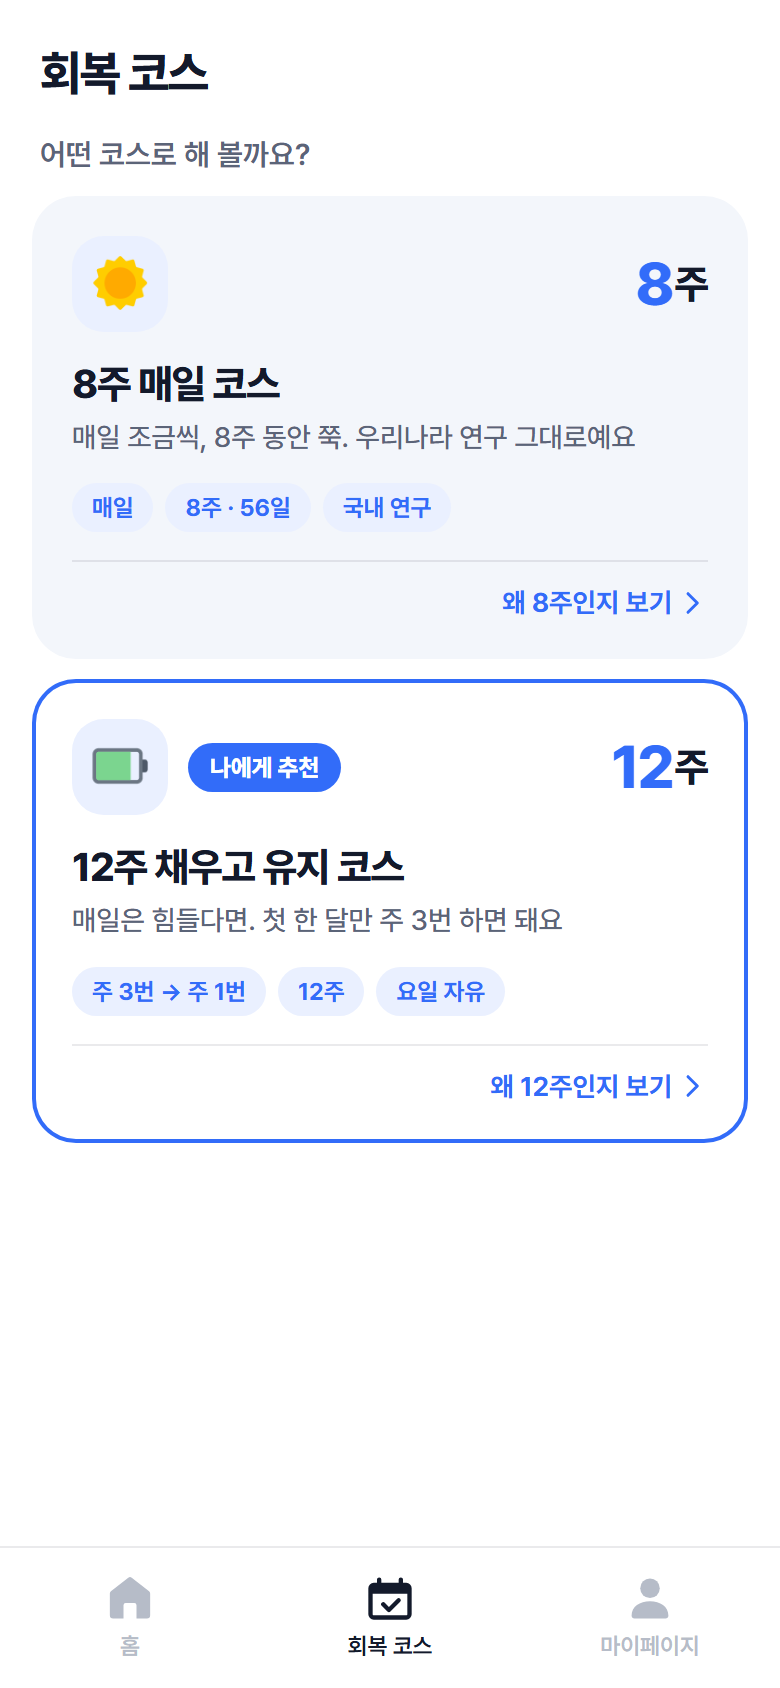 회복 코스
어떤 코스로 해 볼까요?
8주
8주 매일 코스
매일 조금씩, 8주 동안 쭉. 우리나라 연구 그대로예요
매일
8주 · 56일
국내 연구
왜 8주인지 보기
나에게 추천
12주
12주 채우고 유지 코스
매일은 힘들다면. 첫 한 달만 주 3번 하면 돼요
주 3번 → 주 1번
12주
요일 자유
왜 12주인지 보기
홈
회복 코스
마이페이지